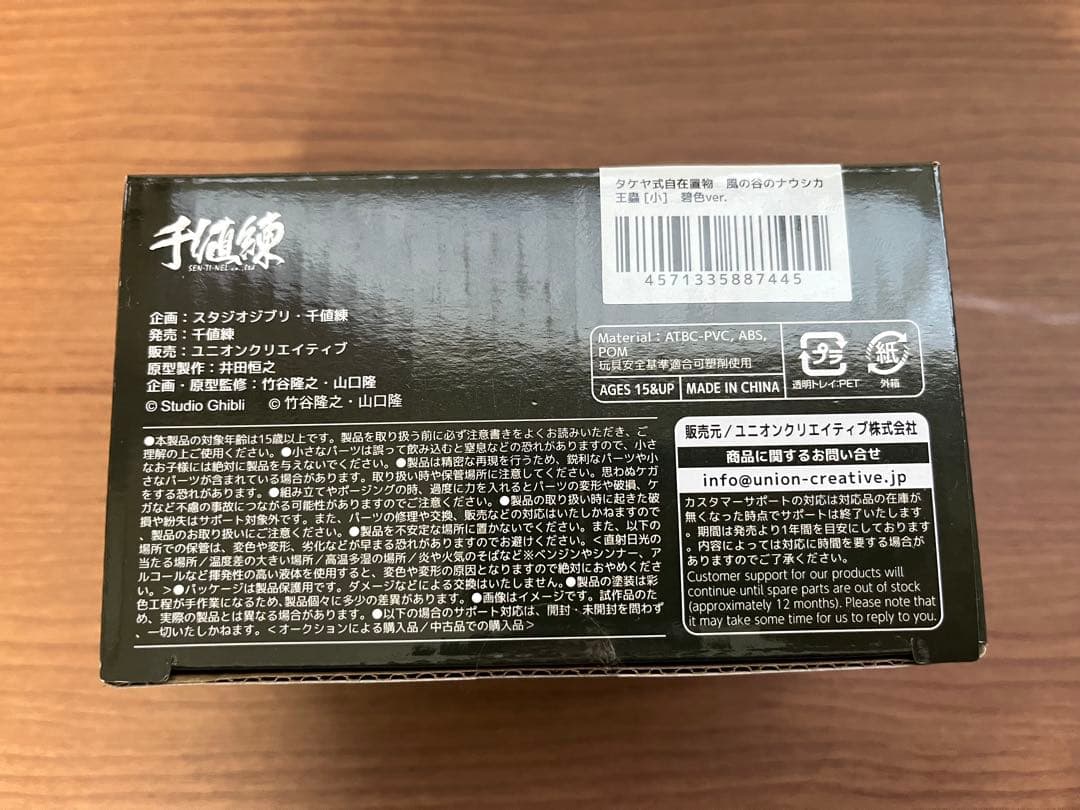 タケヤ式自在置物　風の谷のナウシカ
王蟲 [小]　碧色ver.
4571335887445
千値練
SEN-TI-NEL co.,ltd
企画：スタジオジブリ・千値練
発売：千値練
販売：ユニオンクリエイティブ
原型製作：井田恒之
企画・原型監修：竹谷隆之・山口隆
© Studio Ghibli　© 竹谷隆之・山口隆
Material：ATBC-PVC, ABS,
POM
玩具安全基準適合可塑剤使用
AGES 15&UP
MADE IN CHINA
プラ
透明トレイ:PET
紙
外箱
●本製品の対象年齢は15歳以上です。製品を取り扱う前に必ず注意書きをよくお読みいただき、ご
理解の上ご使用ください。●小さなパーツは誤って飲み込むと窒息などの恐れがありますので、小さ
なお子様には絶対に製品を与えないでください。●製品は精密な再現を行うため、鋭利なパーツや小
さなパーツが含まれている場合があります。取り扱い時や保管場所に注意してください。思わぬケガ
をする恐れがあります。●組み立てやポージングの時、過度に力を入れるとパーツの変形や破損、ケ
ガなど不慮の事故につながる可能性がありますのでご注意ください。●製品の取り扱い時に起きた破
損や紛失はサポート対象外です。また、パーツの修理や交換、販売などの対応はいたしかねますので
、製品のお取り扱いにご注意ください。●製品を不安定な場所に置かないでください。また、以下の
場所での保管は、変色や変形、劣化などが早まる恐れがありますのでお避けください。＜直射日光の
当たる場所/温度差の大きい場所/高温多湿の場所/炎や火気のそばなど※ベンジンやシンナー、ア
ルコールなど揮発性の高い液体を使用すると、変色や変形の原因となりますので絶対におやめくださ
い。＞●パッケージは製品保護用です。ダメージなどによる交換はいたしません。●製品の塗装は彩
色工程が手作業になるため、製品個々に多少の差異があります。●画像はイメージです。試作品のた
め、実際の製品とは異なる場合があります。●以下の場合のサポート対応は、開封・未開封を問わず
、一切いたしかねます。＜オークションによる購入品/中古品での購入品＞
販売元/ユニオンクリエイティブ株式会社
商品に関するお問い合せ
info@union-creative.jp
カスタマーサポートの対応は対応品の在庫が
無くなった時点でサポートは終了いたします
。期間は発売より1年間を目安にしております
。内容によっては対応に時間を要する場合が
ありますのでご了承ください。
Customer support for our products will
continue until spare parts are out of stock
(approximately 12 months). Please note that
it may take some time for us to reply to you.